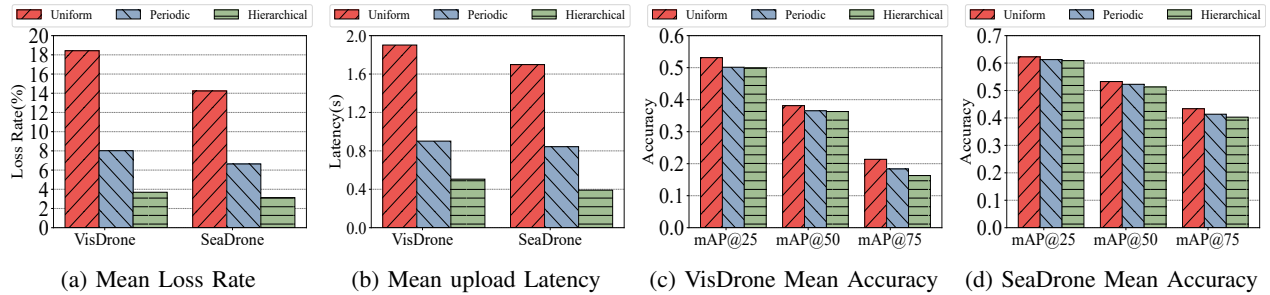 Uniform Periodic Hierarchical
Loss Rate(%)
20
18
16
14
12
10
8
6
4
2
0
VisDrone SeaDrone
(a) Mean Loss Rate
Uniform Periodic Hierarchical
Latency(s)
2.0
1.6
1.2
0.8
0.4
0.0
VisDrone SeaDrone
(b) Mean upload Latency
Uniform Periodic Hierarchical
Accuracy
0.6
0.5
0.4
0.3
0.2
0.1
0.0
mAP@25 mAP@50 mAP@75
(c) VisDrone Mean Accuracy
Uniform Periodic Hierarchical
Accuracy
0.7
0.6
0.5
0.4
0.3
0.2
0.1
0.0
mAP@25 mAP@50 mAP@75
(d) SeaDrone Mean Accuracy